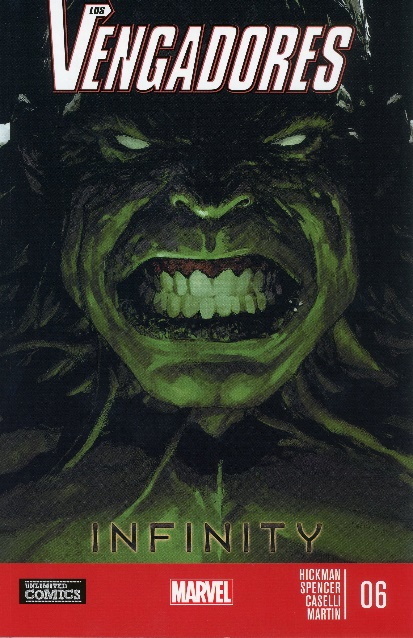 LOS
VENGADORES
INFINITY
UNLIMITED
COMICS
MARVEL
HICKMAN
SPENCER
CASELLI
MARTIN
06